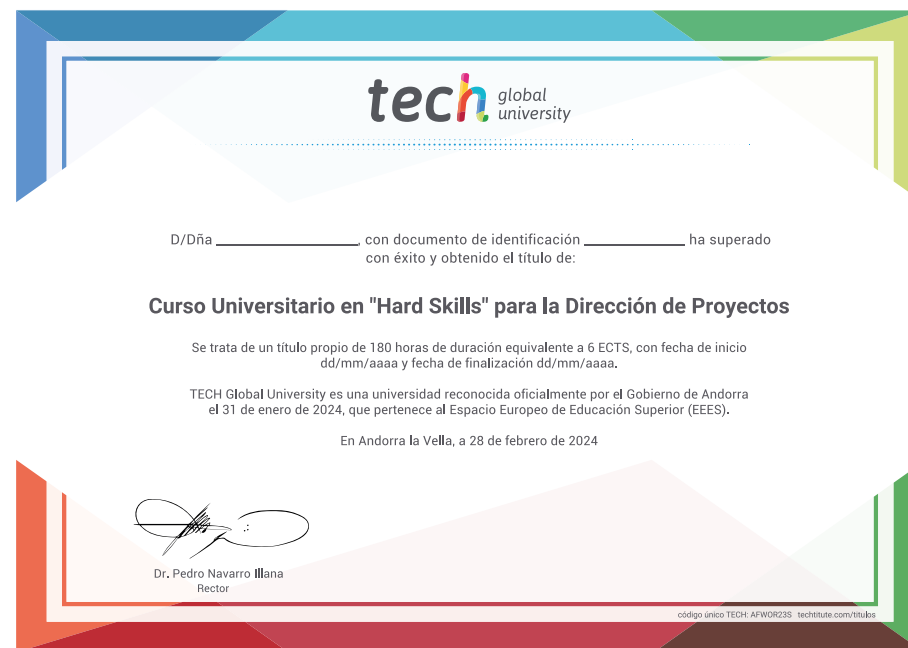 tech global university
D/Dña ____________________, con documento de identificación ______________ ha superado
con éxito y obtenido el título de:
Curso Universitario en "Hard Skills" para la Dirección de Proyectos
Se trata de un título propio de 180 horas de duración equivalente a 6 ECTS, con fecha de inicio
dd/mm/aaaa y fecha de finalización dd/mm/aaaa.
TECH Global University es una universidad reconocida oficialmente por el Gobierno de Andorra
el 31 de enero de 2024, que pertenece al Espacio Europeo de Educación Superior (EEES).
En Andorra la Vella, a 28 de febrero de 2024
Dr. Pedro Navarro Illana
Rector
código único TECH: AFWOR23S techtitute.com/titulos